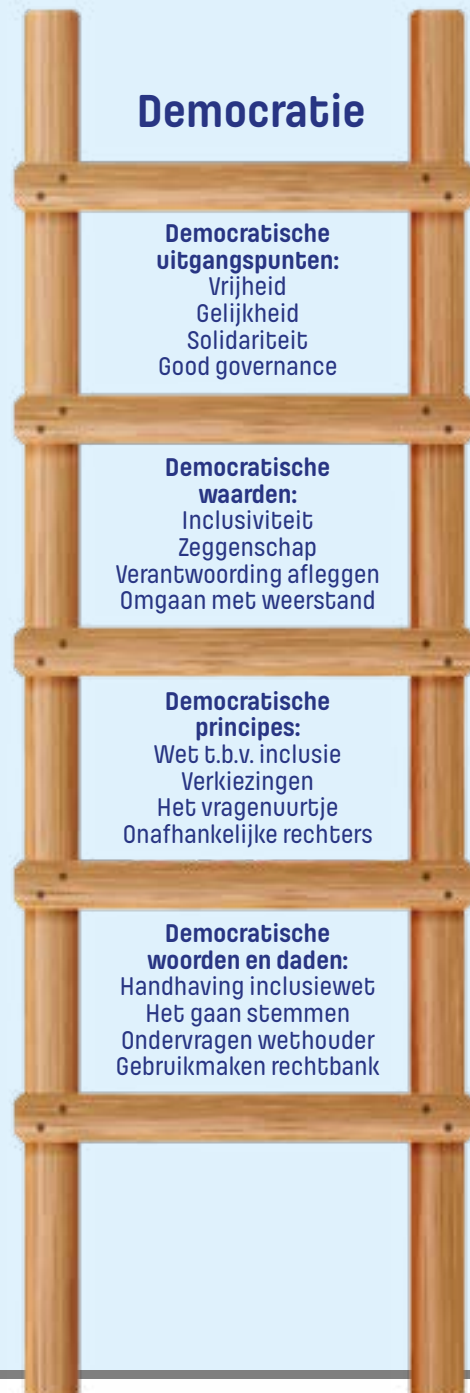 Democratie
Democratische
uitgangspunten:
Vrijheid
Gelijkheid
Solidariteit
Good governance
Democratische
waarden:
Inclusiviteit
Zeggenschap
Verantwoording afleggen
Omgaan met weerstand
Democratische
principes:
Wet t.b.v. inclusie
Verkiezingen
Het vragenuurtje
Onafhankelijke rechters
Democratische
woorden en daden:
Handhaving inclusiewet
Het gaan stemmen
Ondervragen wethouder
Gebruikmaken rechtbank